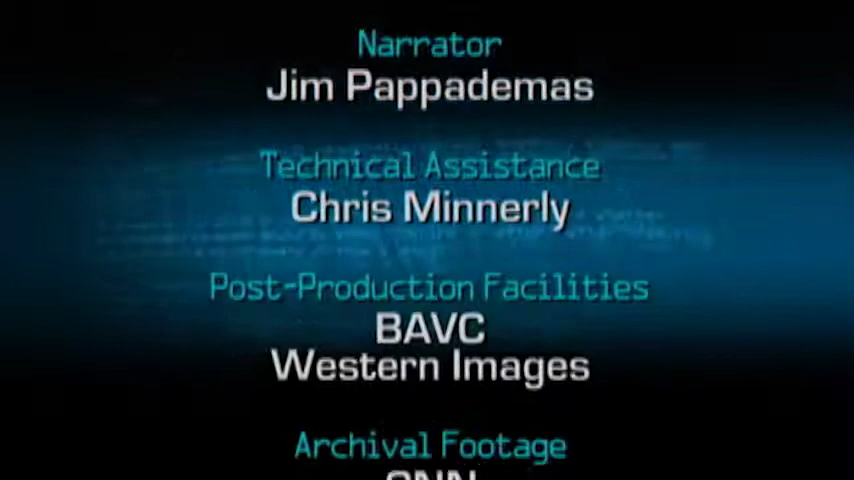 Narrator
Jim Pappademas
Technical Assistance
Chris Minnerly
Post-Production Facilities
BAVC
Western Images
Archival Footage